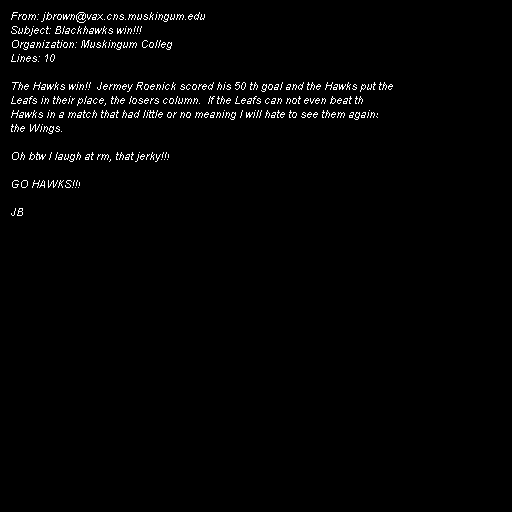 From: jbrown@vax.cns.muskingum.edu
Subject: Blackhawks win!!!
Organization: Muskingum Colleg
Lines: 10

The Hawks win!!  Jermey Roenick scored his 50 th goal and the Hawks put the
Leafs in their place, the losers column.  If the Leafs can not even beat th
Hawks in a match that had little or no meaning I will hate to see them agains
the Wings.

Oh btw I laugh at rm, that jerky!!!

GO HAWKS!!!

JB